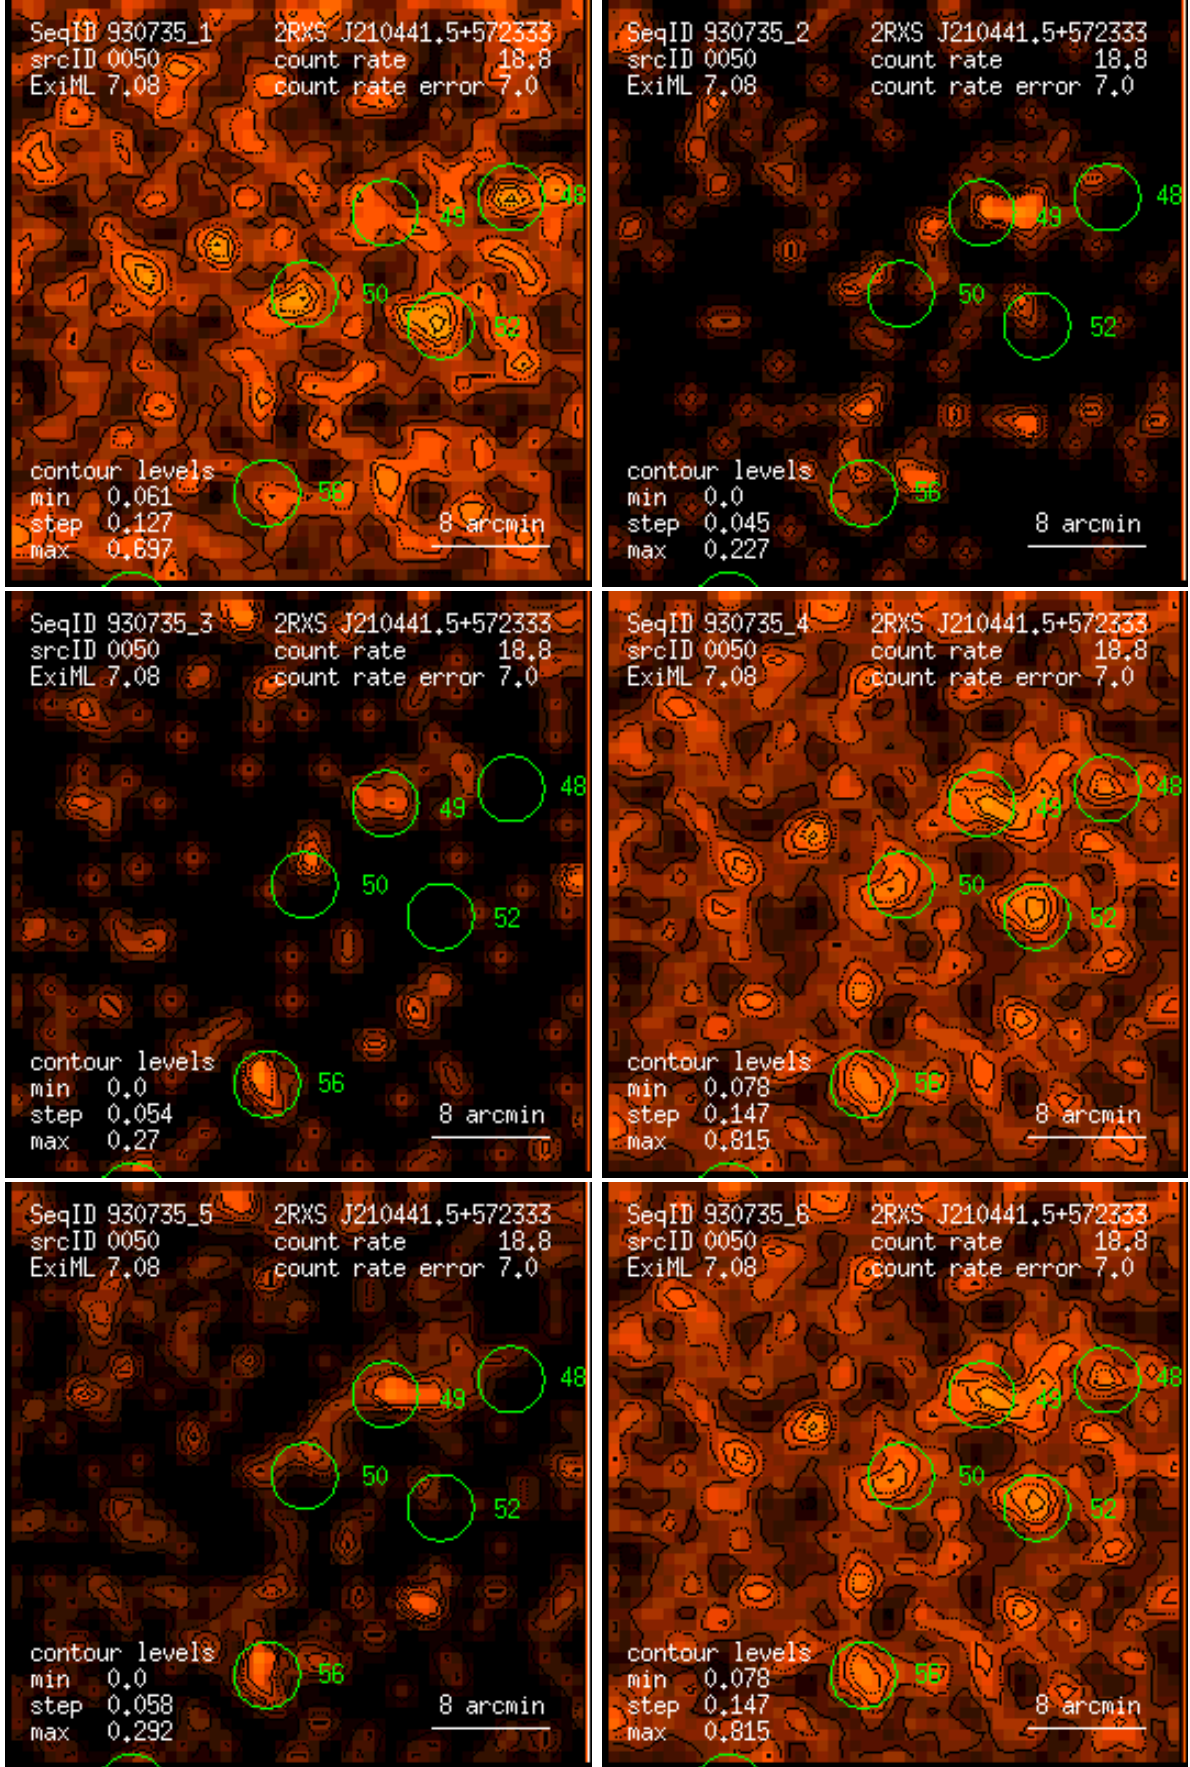 SeqID 930735_1 2RXS J210441.5+572333
srcID 0050 count rate 18.8
ExiML 7.08 count rate error 7.0
48
49
50
52
contour levels
min 0.061 56
step 0.127 8 arcmin
max 0.697
SeqID 930735_2 2RXS J210441.5+572333
srcID 0050 count rate 18.8
ExiML 7.08 count rate error 7.0
48
49
50
52
contour levels
min 0.0 56
step 0.045 8 arcmin
max 0.227
SeqID 930735_3 2RXS J210441.5+572333
srcID 0050 count rate 18.8
ExiML 7.08 count rate error 7.0
48
49
50
52
contour levels
min 0.0 56
step 0.054 8 arcmin
max 0.27
SeqID 930735_4 2RXS J210441.5+572333
srcID 0050 count rate 18.8
ExiML 7.08 count rate error 7.0
48
49
50
52
contour levels
min 0.078 56
step 0.147 8 arcmin
max 0.815
SeqID 930735_5 2RXS J210441.5+572333
srcID 0050 count rate 18.8
ExiML 7.08 count rate error 7.0
48
49
50
52
contour levels
min 0.0 56
step 0.058 8 arcmin
max 0.292
SeqID 930735_6 2RXS J210441.5+572333
srcID 0050 count rate 18.8
ExiML 7.08 count rate error 7.0
48
49
50
52
contour levels
min 0.078 56
step 0.147 8 arcmin
max 0.815